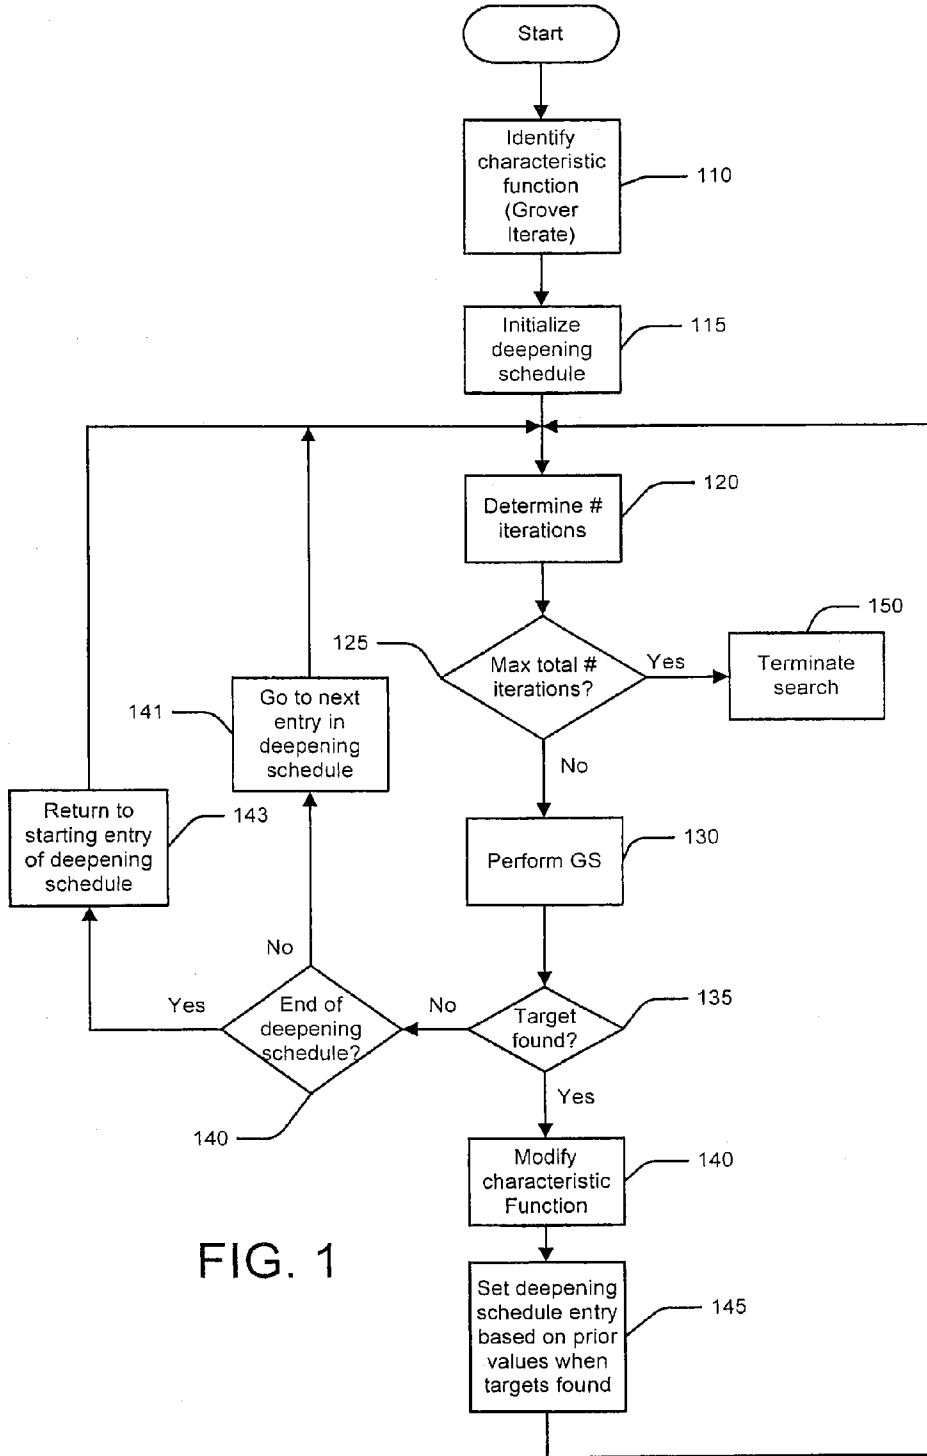 Start
Identify
characteristic
function
(Grover
Iterate)
110
Initialize
deepening
schedule
115
Determine #
iterations
120
125
Max total #
iterations?
Yes
150
Terminate
search
No
141
Go to next
entry in
deepening
schedule
Return to
starting entry
of deepening
schedule
143
Perform GS
130
No
Yes
End of
deepening
schedule?
140
No
Target
found?
135
Yes
Modify
characteristic
Function
140
Set deepening
schedule entry
based on prior
values when
targets found
145
FIG. 1